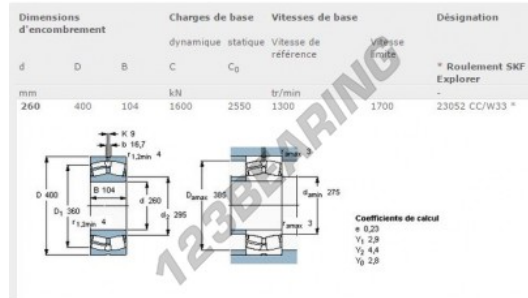 Dimensions d'encombrement Charges de base Vitesses de base Désignation
dynamique statique Vitesse de référence Vitesse limite
d D B C C0 * Roulement SKF Explorer
mm kN tr/min -
260 400 104 1600 2550 1300 1700 23052 CC/W33 *
K 9
b 16,7
r1,2min 4
D 400
B 104
d 260
D1 360
d2 295
r1,2min 4
ramax 3
Damax 385
damin 275
ramax 3
Coefficients de calcul
e 0,23
Y1 2,9
Y2 4,4
Y0 2,8
123BEARING